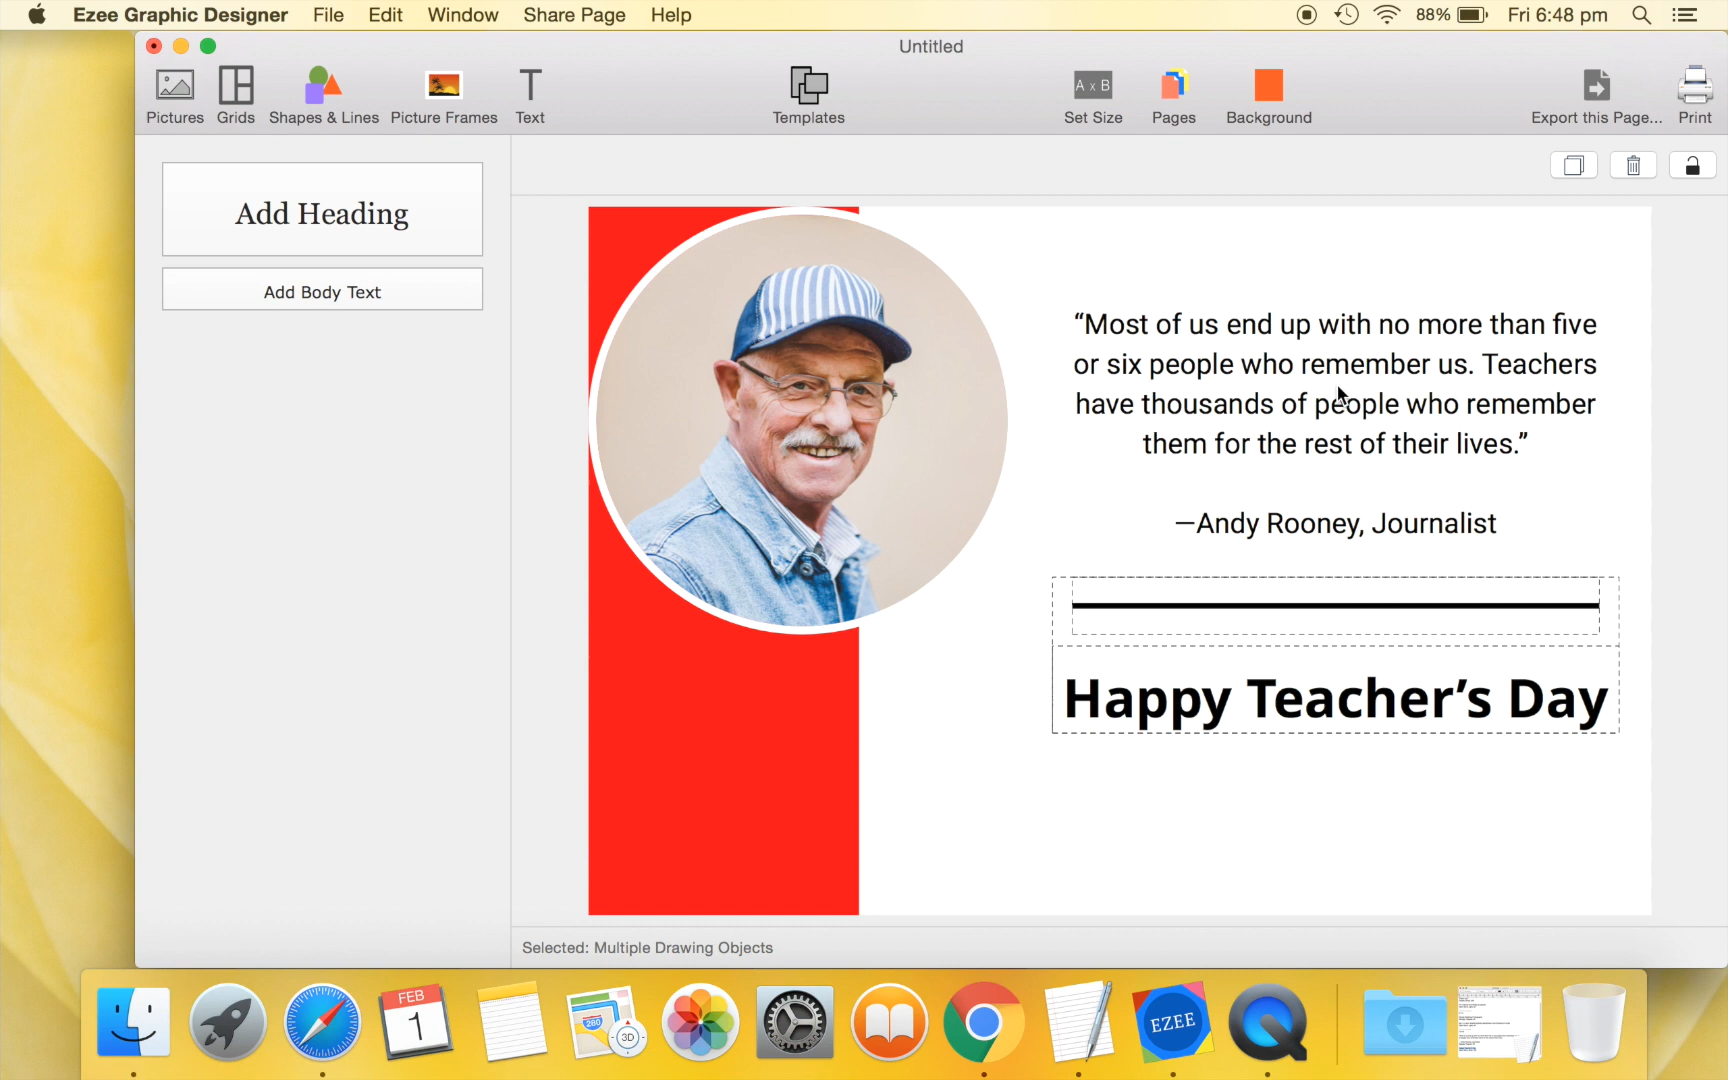 Ezee Graphic Designer File Edit Window Share Page Help 88% Fri 6:48 pm
Untitled
Pictures Grids Shapes & Lines Picture Frames Text Templates Set Size Pages Background Export this Page... Print
A x B
T
Add Heading
Add Body Text
“Most of us end up with no more than five
or six people who remember us. Teachers
have thousands of people who remember
them for the rest of their lives.”
—Andy Rooney, Journalist
Happy Teacher’s Day
Selected: Multiple Drawing Objects
FEB
1
280
3D
EZEE